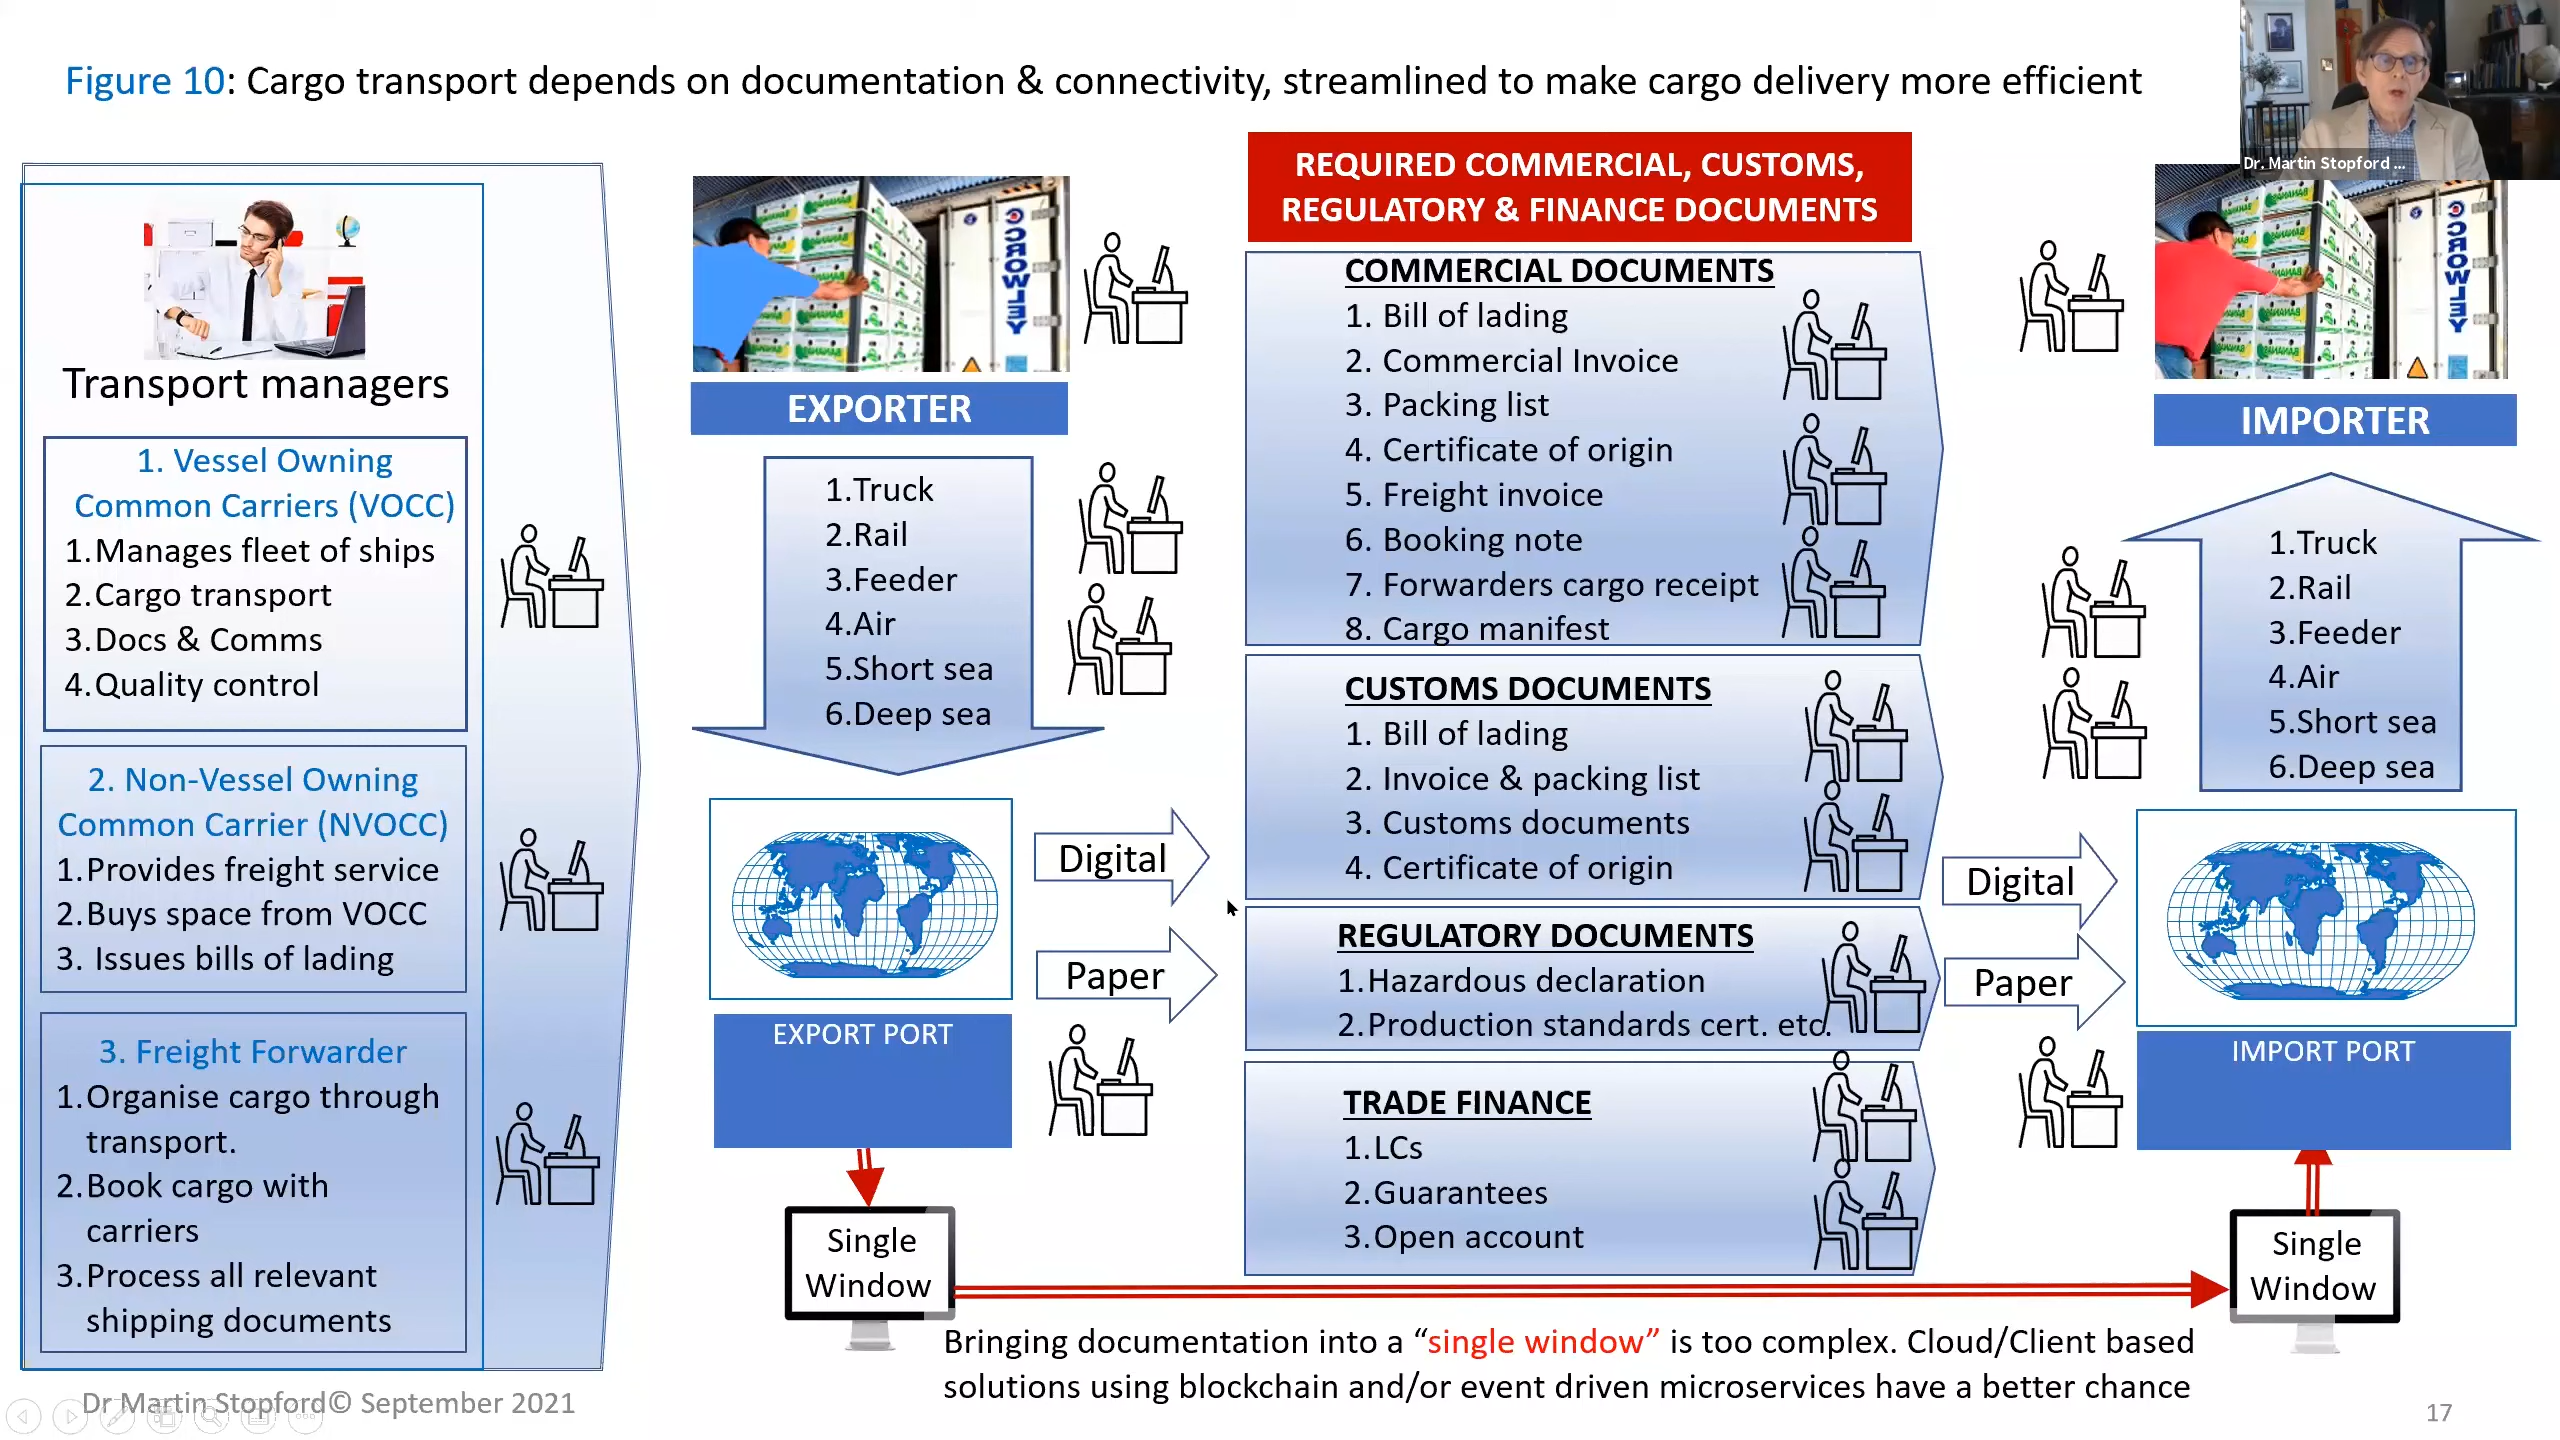 Figure 10: Cargo transport depends on documentation & connectivity, streamlined to make cargo delivery more efficient
Dr. Martin Stopford ...
Transport managers
1. Vessel Owning
Common Carriers (VOCC)
1.Manages fleet of ships
2.Cargo transport
3.Docs & Comms
4.Quality control
2. Non-Vessel Owning
Common Carrier (NVOCC)
1.Provides freight service
2.Buys space from VOCC
3. Issues bills of lading
3. Freight Forwarder
1.Organise cargo through
transport.
2.Book cargo with
carriers
3.Process all relevant
shipping documents
BANANAS
CROWLEY
EXPORTER
1.Truck
2.Rail
3.Feeder
4.Air
5.Short sea
6.Deep sea
Digital
Paper
EXPORT PORT
Single
Window
REQUIRED COMMERCIAL, CUSTOMS,
REGULATORY & FINANCE DOCUMENTS
COMMERCIAL DOCUMENTS
1. Bill of lading
2. Commercial Invoice
3. Packing list
4. Certificate of origin
5. Freight invoice
6. Booking note
7. Forwarders cargo receipt
8. Cargo manifest
CUSTOMS DOCUMENTS
1. Bill of lading
2. Invoice & packing list
3. Customs documents
4. Certificate of origin
REGULATORY DOCUMENTS
1.Hazardous declaration
2.Production standards cert. etc.
TRADE FINANCE
1.LCs
2.Guarantees
3.Open account
BANANAS
CROWLEY
IMPORTER
1.Truck
2.Rail
3.Feeder
4.Air
5.Short sea
6.Deep sea
Digital
Paper
IMPORT PORT
Single
Window
Bringing documentation into a “single window” is too complex. Cloud/Client based
solutions using blockchain and/or event driven microservices have a better chance
Dr Martin Stopford© September 2021
17